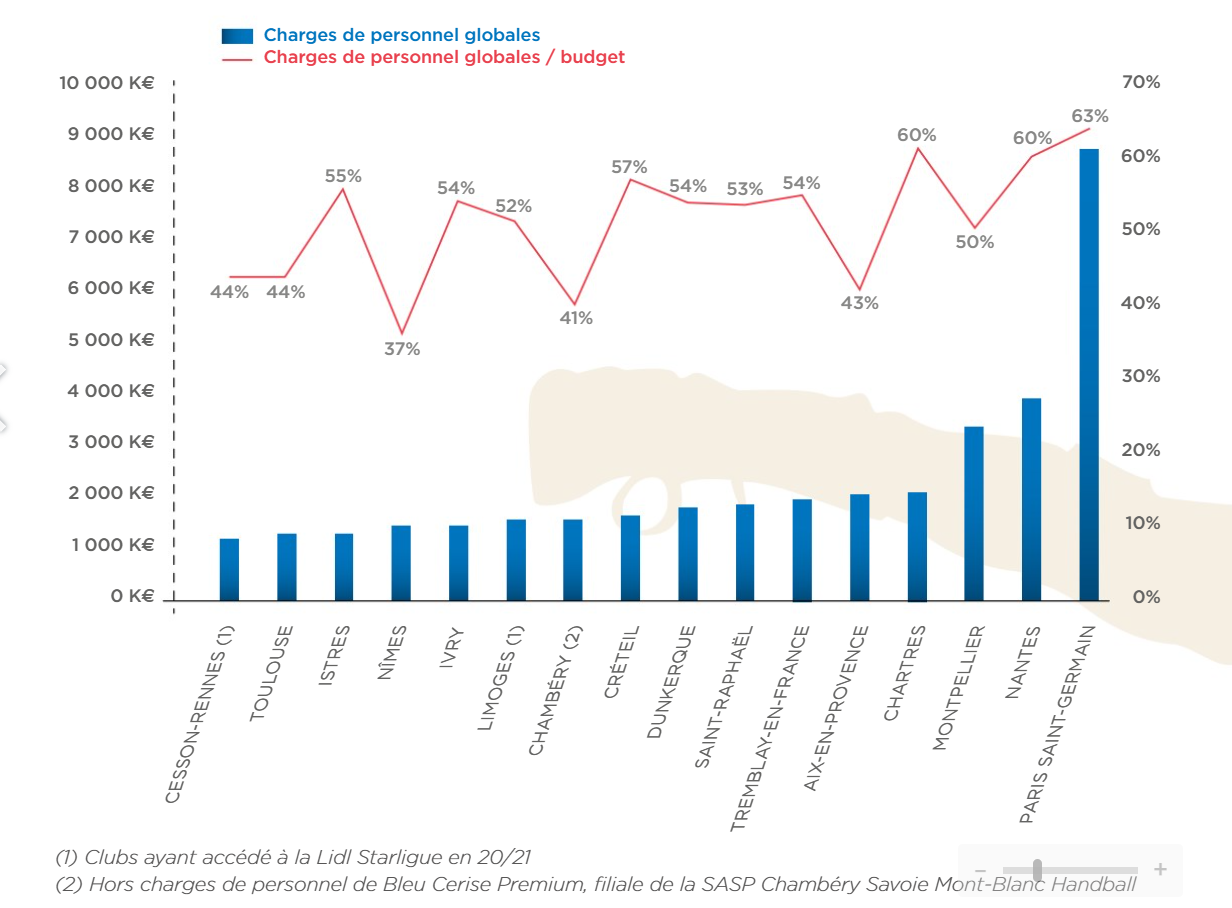 Charges de personnel globales
Charges de personnel globales / budget
10 000 K€
9 000 K€
8 000 K€
7 000 K€
6 000 K€
5 000 K€
4 000 K€
3 000 K€
2 000 K€
1 000 K€
0 K€
70%
60%
50%
40%
30%
20%
10%
0%
44%
44%
55%
37%
54%
52%
41%
57%
54%
53%
54%
43%
60%
50%
60%
63%
CESSON-RENNES (1)
TOULOUSE
ISTRES
NÎMES
IVRY
LIMOGES (1)
CHAMBÉRY (2)
CRÉTEIL
DUNKERQUE
SAINT-RAPHAËL
TREMBLAY-EN-FRANCE
AIX-EN-PROVENCE
CHARTRES
MONTPELLIER
NANTES
PARIS SAINT-GERMAIN
(1) Clubs ayant accédé à la Lidl Starligue en 20/21
(2) Hors charges de personnel de Bleu Cerise Premium, filiale de la SASP Chambéry Savoie Mont-Blanc Handball